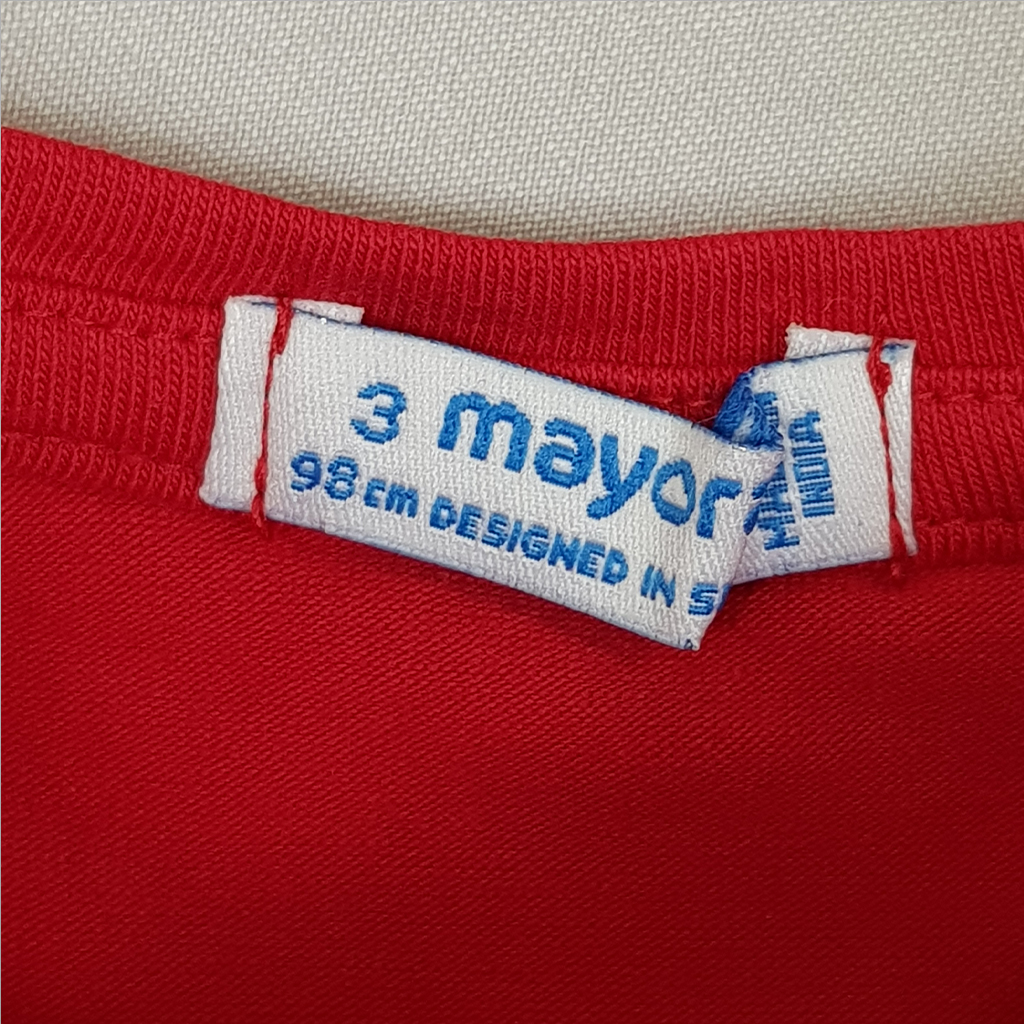 3 mayor
98 cm DESIGNED IN S
INDIA